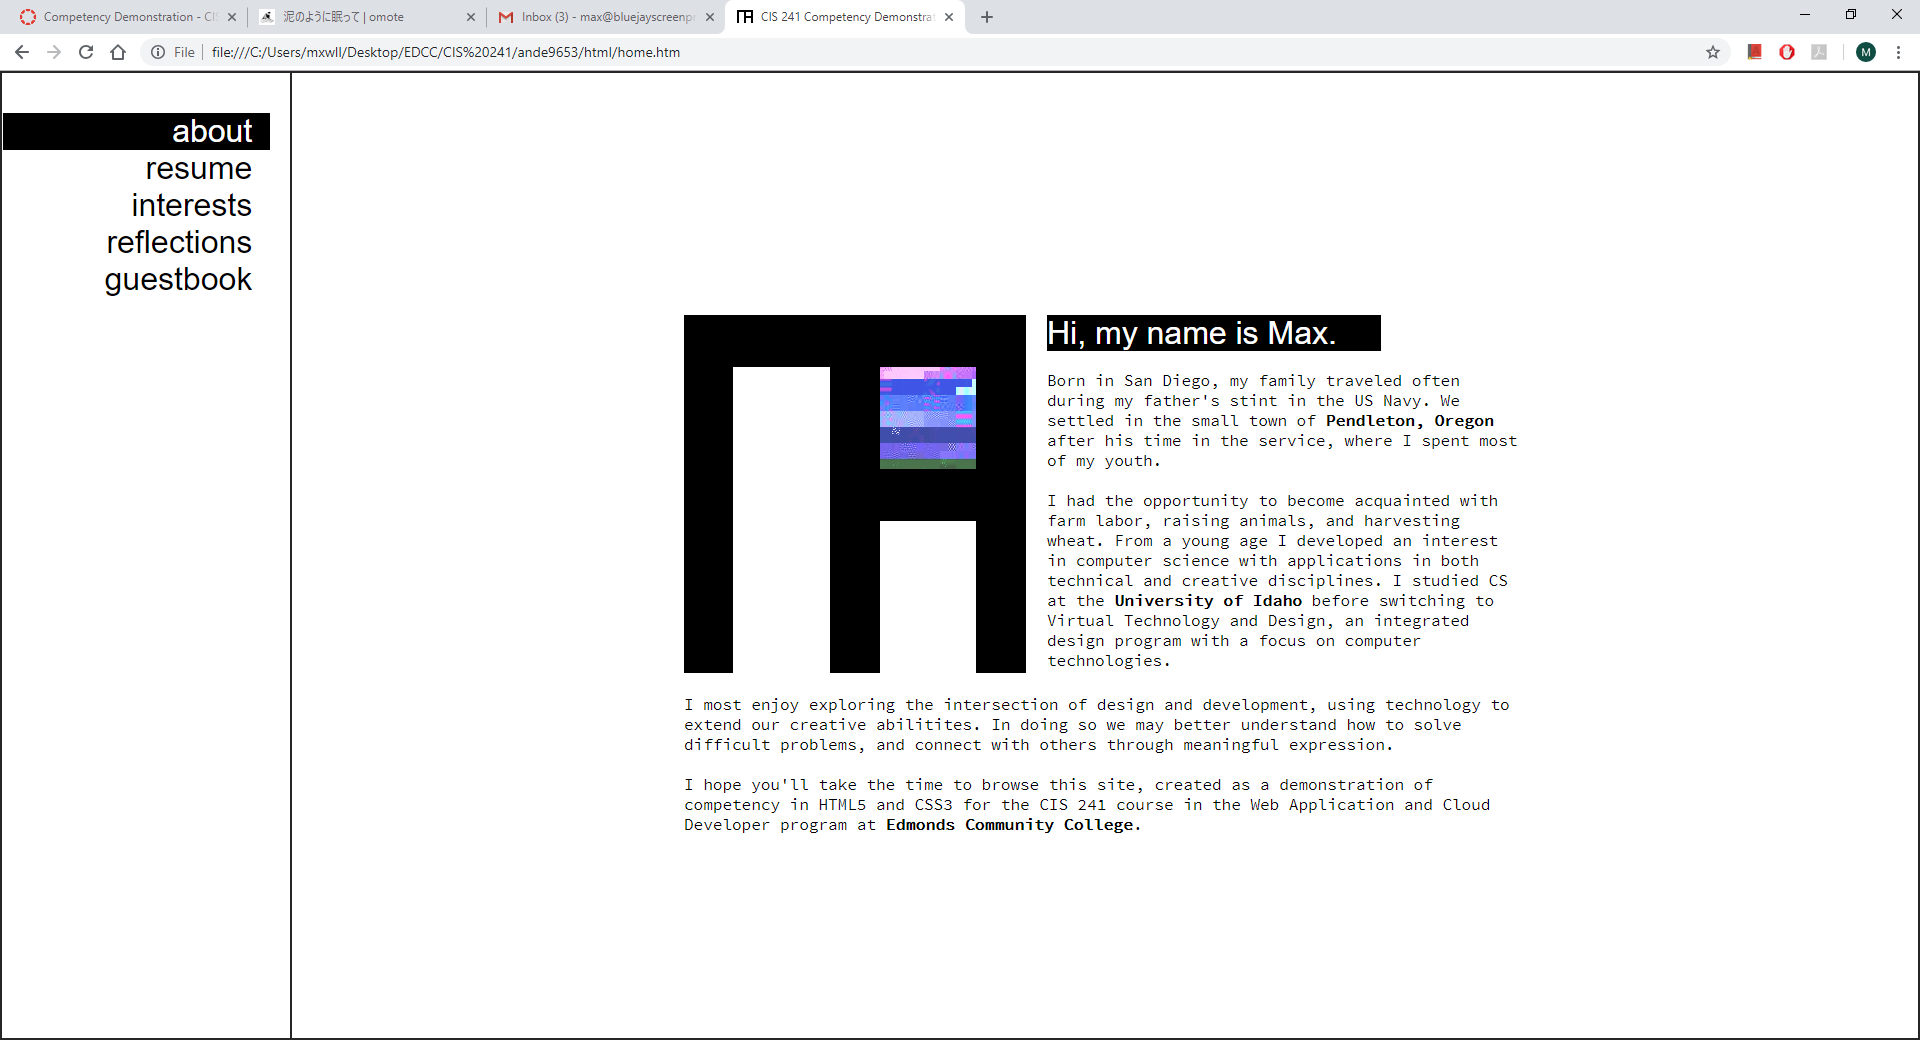 Competency Demonstration - CIS
泥のように眠って | omote
Inbox (3) - max@bluejayscreenpr
CIS 241 Competency Demonstrat
File
file:///C:/Users/mxwll/Desktop/EDCC/CIS%20241/ande9653/html/home.htm
M
about
resume
interests
reflections
guestbook
Hi, my name is Max.
Born in San Diego, my family traveled often
during my father's stint in the US Navy. We
settled in the small town of Pendleton, Oregon
after his time in the service, where I spent most
of my youth.
I had the opportunity to become acquainted with
farm labor, raising animals, and harvesting
wheat. From a young age I developed an interest
in computer science with applications in both
technical and creative disciplines. I studied CS
at the University of Idaho before switching to
Virtual Technology and Design, an integrated
design program with a focus on computer
technologies.
I most enjoy exploring the intersection of design and development, using technology to
extend our creative abilitites. In doing so we may better understand how to solve
difficult problems, and connect with others through meaningful expression.
I hope you'll take the time to browse this site, created as a demonstration of
competency in HTML5 and CSS3 for the CIS 241 course in the Web Application and Cloud
Developer program at Edmonds Community College.